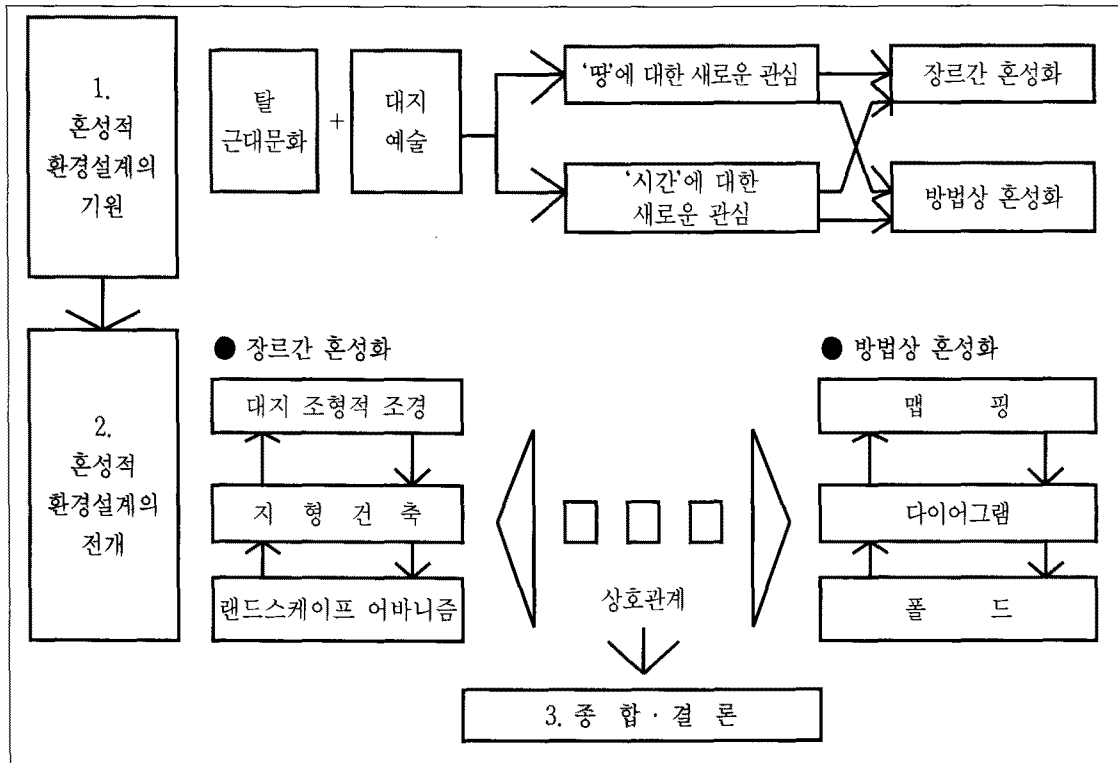 1.
혼성적
환경설계의
기원
탈
근대문화
+
대지
예술
'땅'에 대한 새로운 관심
'시간'에 대한
새로운 관심
장르간 혼성화
방법상 혼성화
2.
혼성적
환경설계의
전개
● 장르간 혼성화
대지 조형적 조경
지 형 건 축
랜드스케이프 어바니즘
상호관계
● 방법상 혼성화
맵 핑
다이어그램
폴 드
3. 종 합 · 결 론